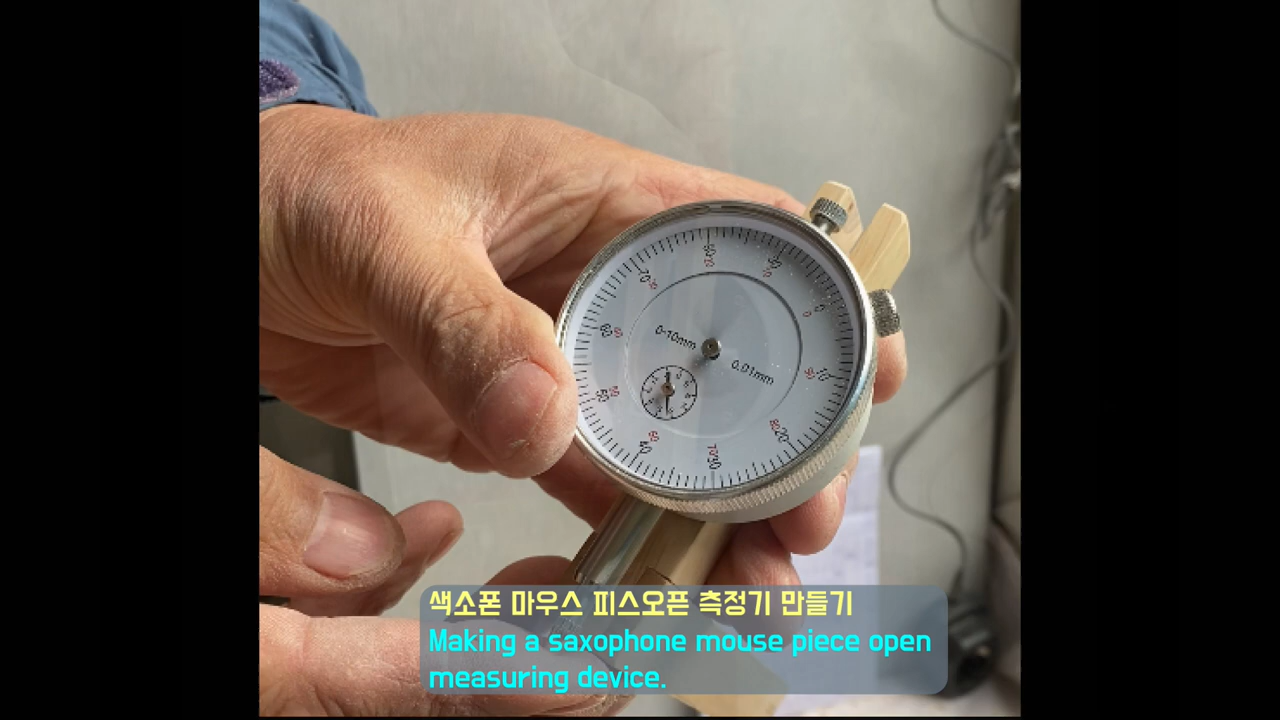 0-10mm
0.01mm
색소폰 마우스 피스오픈 측정기 만들기
Making a saxophone mouse piece open
measuring device.